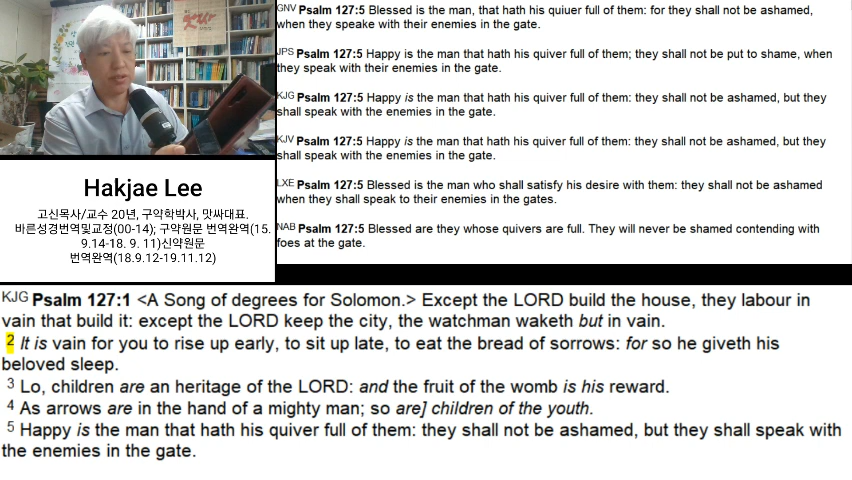 맛싸
GNV Psalm 127:5 Blessed is the man, that hath his quiuer full of them: for they shall not be ashamed,
when they speake with their enemies in the gate.
JPS Psalm 127:5 Happy is the man that hath his quiver full of them; they shall not be put to shame, when
they speak with their enemies in the gate.
KJG Psalm 127:5 Happy is the man that hath his quiver full of them: they shall not be ashamed, but they
shall speak with the enemies in the gate.
KJV Psalm 127:5 Happy is the man that hath his quiver full of them: they shall not be ashamed, but they
shall speak with the enemies in the gate.
LXE Psalm 127:5 Blessed is the man who shall satisfy his desire with them: they shall not be ashamed
when they shall speak to their enemies in the gates.
NAB Psalm 127:5 Blessed are they whose quivers are full. They will never be shamed contending with
foes at the gate.
Hakjae Lee
고신목사/교수 20년, 구약학박사, 맛싸대표.
바른성경번역및교정(00-14); 구약원문 번역완역(15.
9.14-18. 9. 11)신약원문
번역완역(18.9.12-19.11.12)
KJG Psalm 127:1 <A Song of degrees for Solomon.> Except the LORD build the house, they labour in
vain that build it: except the LORD keep the city, the watchman waketh but in vain.
2 It is vain for you to rise up early, to sit up late, to eat the bread of sorrows: for so he giveth his
beloved sleep.
3 Lo, children are an heritage of the LORD: and the fruit of the womb is his reward.
4 As arrows are in the hand of a mighty man; so are] children of the youth.
5 Happy is the man that hath his quiver full of them: they shall not be ashamed, but they shall speak with
the enemies in the gate.